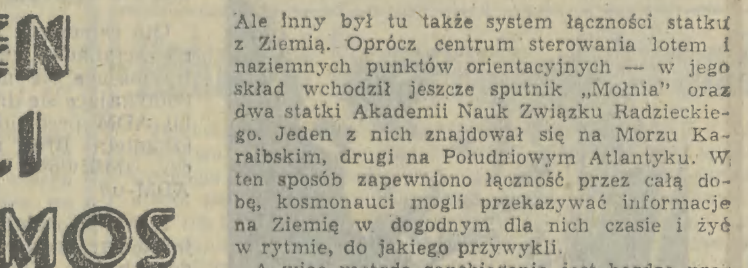 EN
LI
MOS
Ale inny był tu także system łączności statku
z Ziemią. Oprócz centrum sterowania lotem i
naziemnych punktów orientacyjnych — w jego
skład wchodził jeszcze sputnik „Mołnia” oraz
dwa statki Akademii Nauk Związku Radzieckie-
go. Jeden z nich znajdował się na Morzu Ka-
raibskim, drugi na Południowym Atlantyku. W
ten sposób zapewniono łączność przez całą do-
bę, kosmonauci mogli przekazywać informacje
na Ziemię w dogodnym dla nich czasie i żyć
w rytmie, do jakiego przywykli.